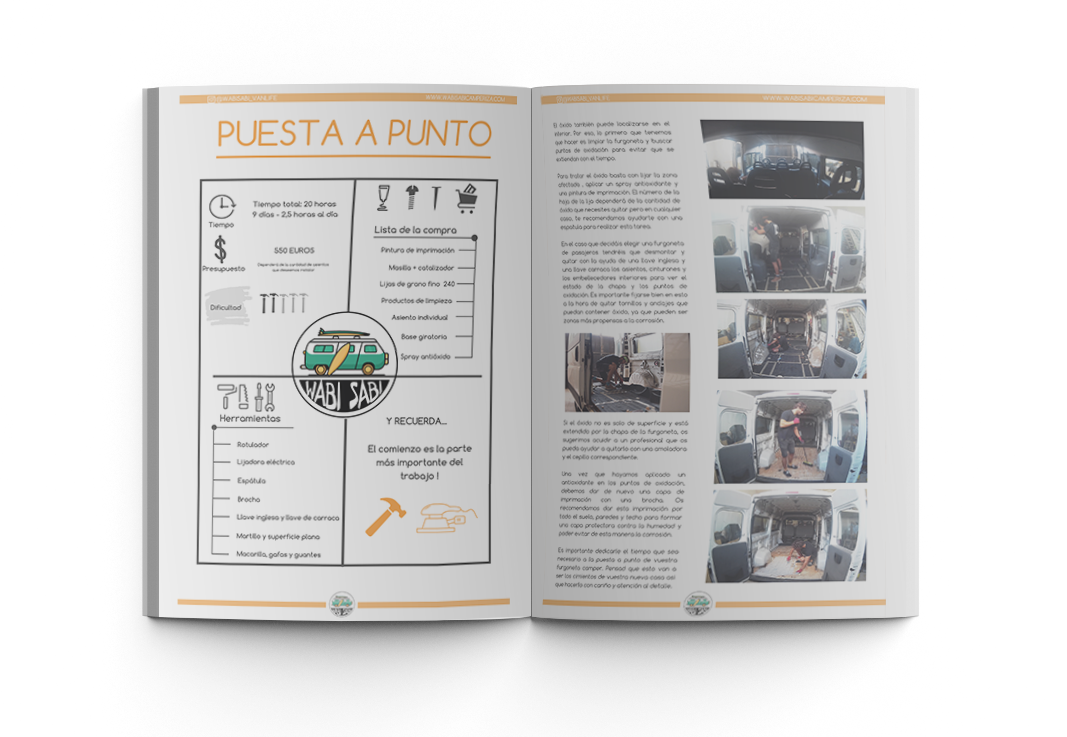 @WABISABI_VANLIFE
WWW.WABISABICAMPERIZA.COM
PUESTA A PUNTO
Tiempo
Tiempo total: 20 horas
9 días - 2,5 horas al día
Presupuesto
550 EUROS
Dependerá de la cantidad de asientos
que deseemos instalar
Dificultad
Lista de la compra
Pintura de imprimación
Masilla + catalizador
Lijas de grano fino 240
Productos de limpieza
Asiento individual
Base giratoria
Spray antióxido
WABI SABI
Herramientas
Rotulador
Lijadora eléctrica
Espátula
Brocha
Llave inglesa y llave de carraca
Martillo y superficie plana
Mascarilla, gafas y guantes
Y RECUERDA...
El comienzo es la parte
más importante del
trabajo !
@WABISABI_VANLIFE
WWW.WABISABICAMPERIZA.COM
El óxido también puede localizarse en el
interior. Por eso, lo primero que tenemos
que hacer es limpiar la furgoneta y buscar
puntos de oxidación para evitar que se
extiendan con el tiempo.
Para tratar el óxido basta con lijar la zona
afectada , aplicar un spray antioxidante y
una pintura de imprimación. El número de la
hoja de la lija dependerá de la cantidad de
óxido que necesites quitar pero en cualquier
caso, te recomendamos ayudarte con una
espátula para realizar esta tarea.
En el caso que decidas elegir una furgoneta
de pasajeros tendréis que desmontar y
quitar con la ayuda de una llave inglesa y
una llave carraca los asientos, cinturones y
los embellecedores interiores para ver el
estado de la chapa y los puntos de
oxidación. Es importante fijarse bien en esto
a la hora de quitar tornillos y anclajes que
puedan contener óxido, ya que pueden ser
zonas más propensas a la corrosión.
Si el óxido no es solo de superficie y está
extendido por la chapa de la furgoneta, os
sugerimos acudir a un profesional que os
pueda ayudar a quitarlo con una amoladora
y el cepillo correspondiente.
Una vez que hayamos aplicado un
antioxidante en los puntos de oxidación,
debemos dar de nuevo una capa de
imprimación con una brocha. Os
recomendamos dar esta imprimación por
todo el suelo, paredes y techo para formar
una capa protectora contra la humedad y
poder evitar de esta manera la corrosión.
Es importante dedicarle el tiempo que sea
necesario a la puesta a punto de vuestra
furgoneta camper. Pensad que esto van a
ser los cimientos de vuestra nueva casa así
que hacerlo con cariño y atención al detalle.